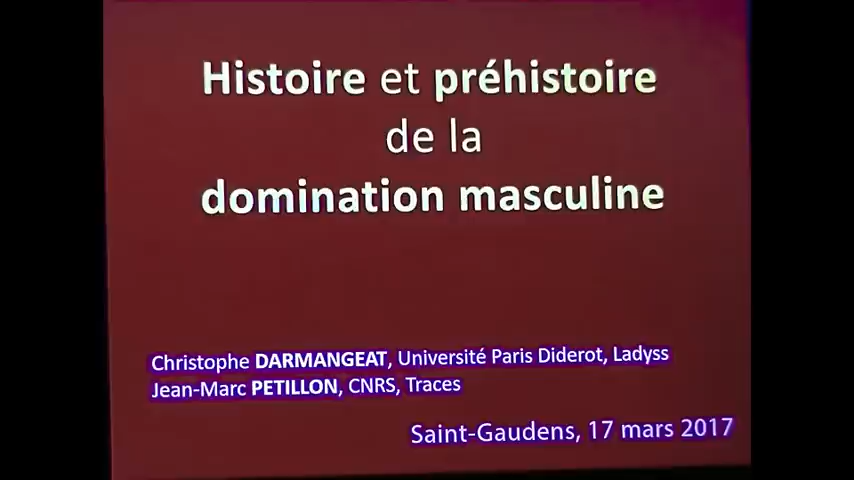 Histoire et préhistoire
de la
domination masculine
Christophe DARMANGEAT, Université Paris Diderot, Ladyss
Jean-Marc PETILLON, CNRS, Traces
Saint-Gaudens, 17 mars 2017